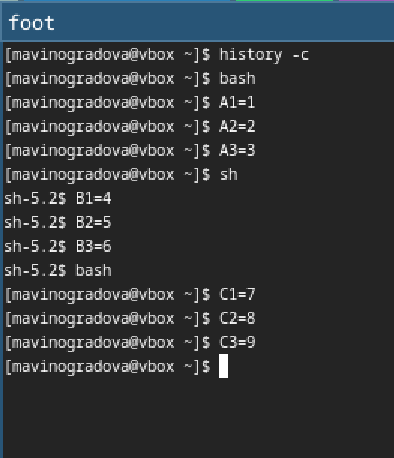 foot
[mavinogradova@vbox ~]$ history -c
[mavinogradova@vbox ~]$ bash
[mavinogradova@vbox ~]$ A1=1
[mavinogradova@vbox ~]$ A2=2
[mavinogradova@vbox ~]$ A3=3
[mavinogradova@vbox ~]$ sh
sh-5.2$ B1=4
sh-5.2$ B2=5
sh-5.2$ B3=6
sh-5.2$ bash
[mavinogradova@vbox ~]$ C1=7
[mavinogradova@vbox ~]$ C2=8
[mavinogradova@vbox ~]$ C3=9
[mavinogradova@vbox ~]$